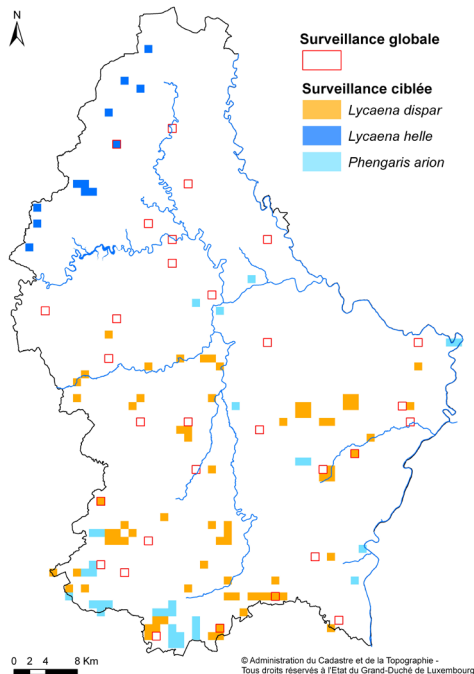 N
Surveillance globale
Surveillance ciblée
Lycaena dispar
Lycaena helle
Phengaris arion
0 2 4 8 Km
© Administration du Cadastre et de la Topographie -
Tous droits réservés à l'Etat du Grand-Duché de Luxembourg